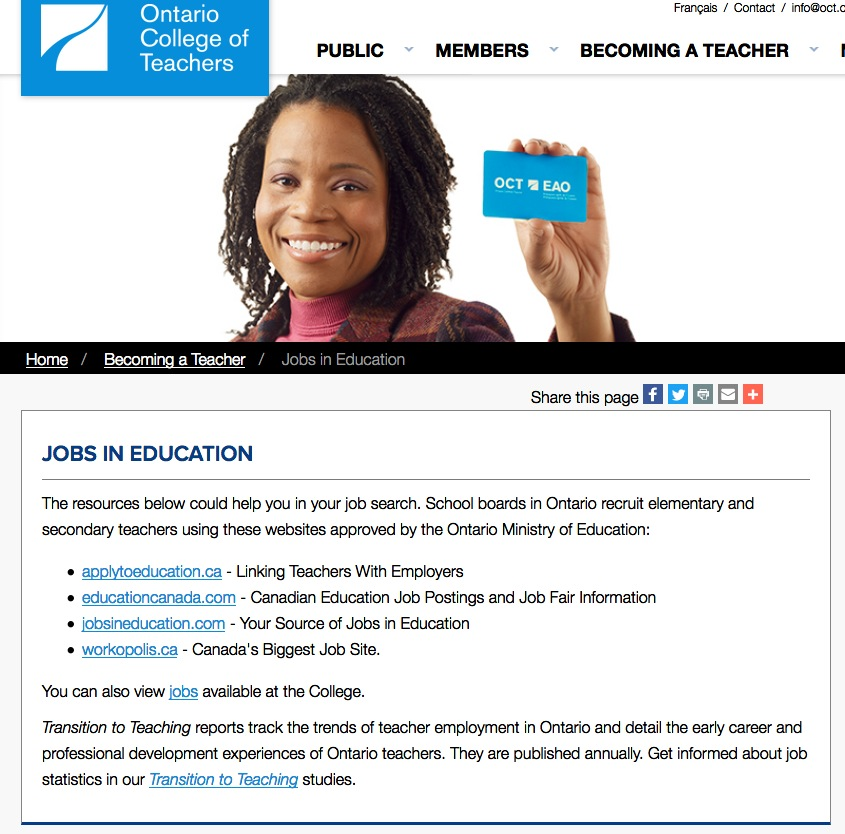 Ontario
College of
Teachers
Français / Contact / info@oct.c
PUBLIC MEMBERS BECOMING A TEACHER
OCT EAO
Home / Becoming a Teacher / Jobs in Education
Share this page
JOBS IN EDUCATION
The resources below could help you in your job search. School boards in Ontario recruit elementary and
secondary teachers using these websites approved by the Ontario Ministry of Education:
• applytoeducation.ca - Linking Teachers With Employers
• educationcanada.com - Canadian Education Job Postings and Job Fair Information
• jobsineducation.com - Your Source of Jobs in Education
• workopolis.ca - Canada's Biggest Job Site.
You can also view jobs available at the College.
Transition to Teaching reports track the trends of teacher employment in Ontario and detail the early career and
professional development experiences of Ontario teachers. They are published annually. Get informed about job
statistics in our Transition to Teaching studies.